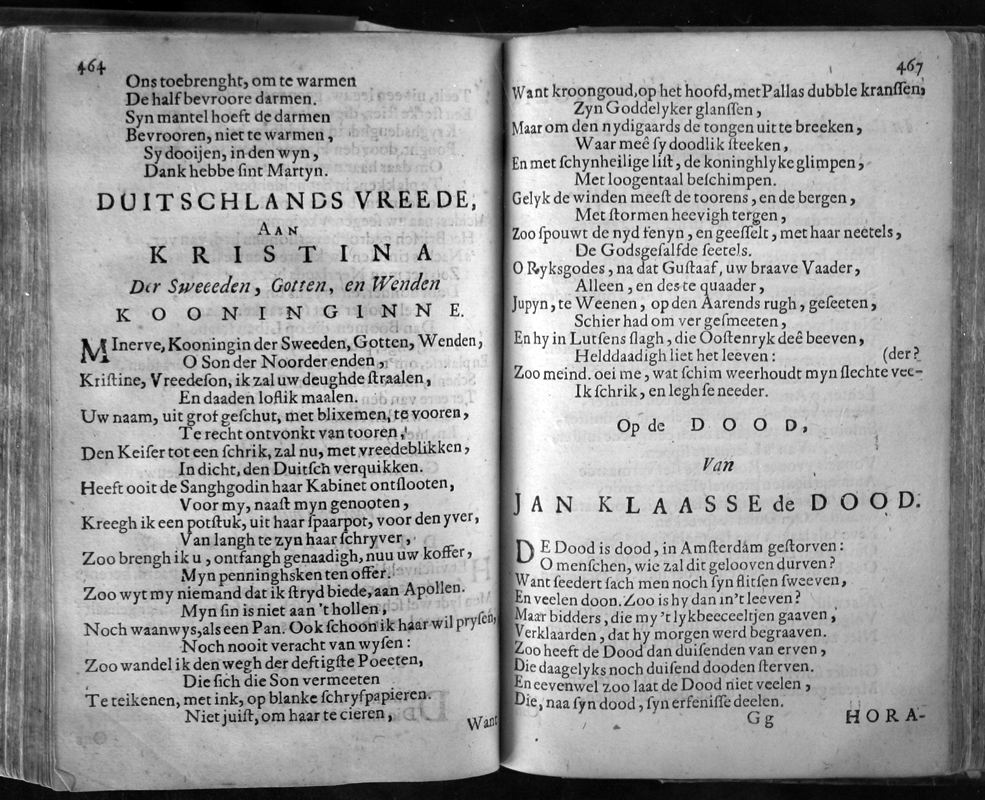 464
Ons toebrenght, om te warmen
De half bevroore darmen.
Syn mantel hoeft de darmen
Bevrooren, niet te warmen,
Sy dooijen, in den wyn,
Dank hebbe ſint Martyn.
DUITSCHLANDS VREEDE,
AAN
KRISTINA
Der Sweeeden, Gotten, en Wenden
KOONINGINNE.
MInerve, Kooningin der Sweeden, Gotten, Wenden,
O Son der Noorder enden,
Kriſtine, Vreedeſon, ik zal uw deughde ſtraalen,
En daaden loflik maalen.
Uw naam, uit grof geſchut, met blixemen, te vooren,
Te recht ontvonkt van tooren,
Den Keiſer tot een ſchrik, zal nu, met vreedeblikken,
In dicht, den Duitſch verquikken.
Heeft ooit de Sanghgodin haar Kabinet ontſlooten,
Voor my, naaſt myn genooten,
Kreegh ik een potſtuk, uit haar ſpaarpot, voor den yver,
Van langh te zyn haar ſchryver,
Zoo brengh ik u, ontfangh genaadigh, nuu uw koffer,
Myn penninghsken ten offer.
Zoo wyt my niemand dat ik ſtryd biede, aan Apollen.
Myn ſin is niet aan 't hollen,
Noch waanwys, als een Pan. Ook ſchoon ik haar wil pryſen,
Noch nooit veracht van wyſen:
Zoo wandel ik den wegh der deftigſte Poeeten,
Die ſich die Son vermeeten
Te teikenen, met ink, op blanke ſchryfpapieren.
Niet juiſt, om haar te cieren,
Want
467
Want kroongoud, op het hoofd, met Pallas dubble kranſſen,
Zyn Goddelyker glanſſen,
Maar om den nydigaards de tongen uit te breeken,
Waar meê ſy doodlik ſteeken,
En met ſchynheilige liſt, de koninghlyke glimpen,
Met loogentaal beſchimpen.
Gelyk de winden meeſt de toorens, en de bergen,
Met ſtormen heevigh tergen,
Zoo ſpouwt de nyd fenyn, en geeſſelt, met haar neetels,
De Godsgeſalfde ſeetels.
O Ryksgodes, na dat Guſtaaf, uw braave Vaader,
Alleen, en des te quaader,
Jupyn, te Weenen, op den Aarends rugh, geſeeten,
Schier had om ver geſmeeten,
En hy in Lutſens ſlagh, die Ooſtenryk deê beeven,
Helddaadigh liet het leeven: (der?
Zoo meind. oei me, wat ſchim weerhoudt myn ſlechte vee-
Ik ſchrik, en legh ſe needer.
Op de DOOD,
Van
JAN KLAASSE de DOOD.
DE Dood is dood, in Amſterdam geſtorven:
O menſchen, wie zal dit gelooven durven?
Want ſeedert ſach men noch ſyn flitſen ſweeven,
En veelen doon. Zoo is hy dan in't leeven?
Maar bidders, die my 't lykbeeceeltjen gaaven,
Verklaarden, dat hy morgen werd begraaven.
Zoo heeft de Dood dan duiſenden van erven,
Die daagelyks noch duiſend dooden ſterven.
En eevenwel zoo laat de Dood niet veelen,
Die, naa ſyn dood, ſyn erfeniſſe deelen.
Gg HORA-